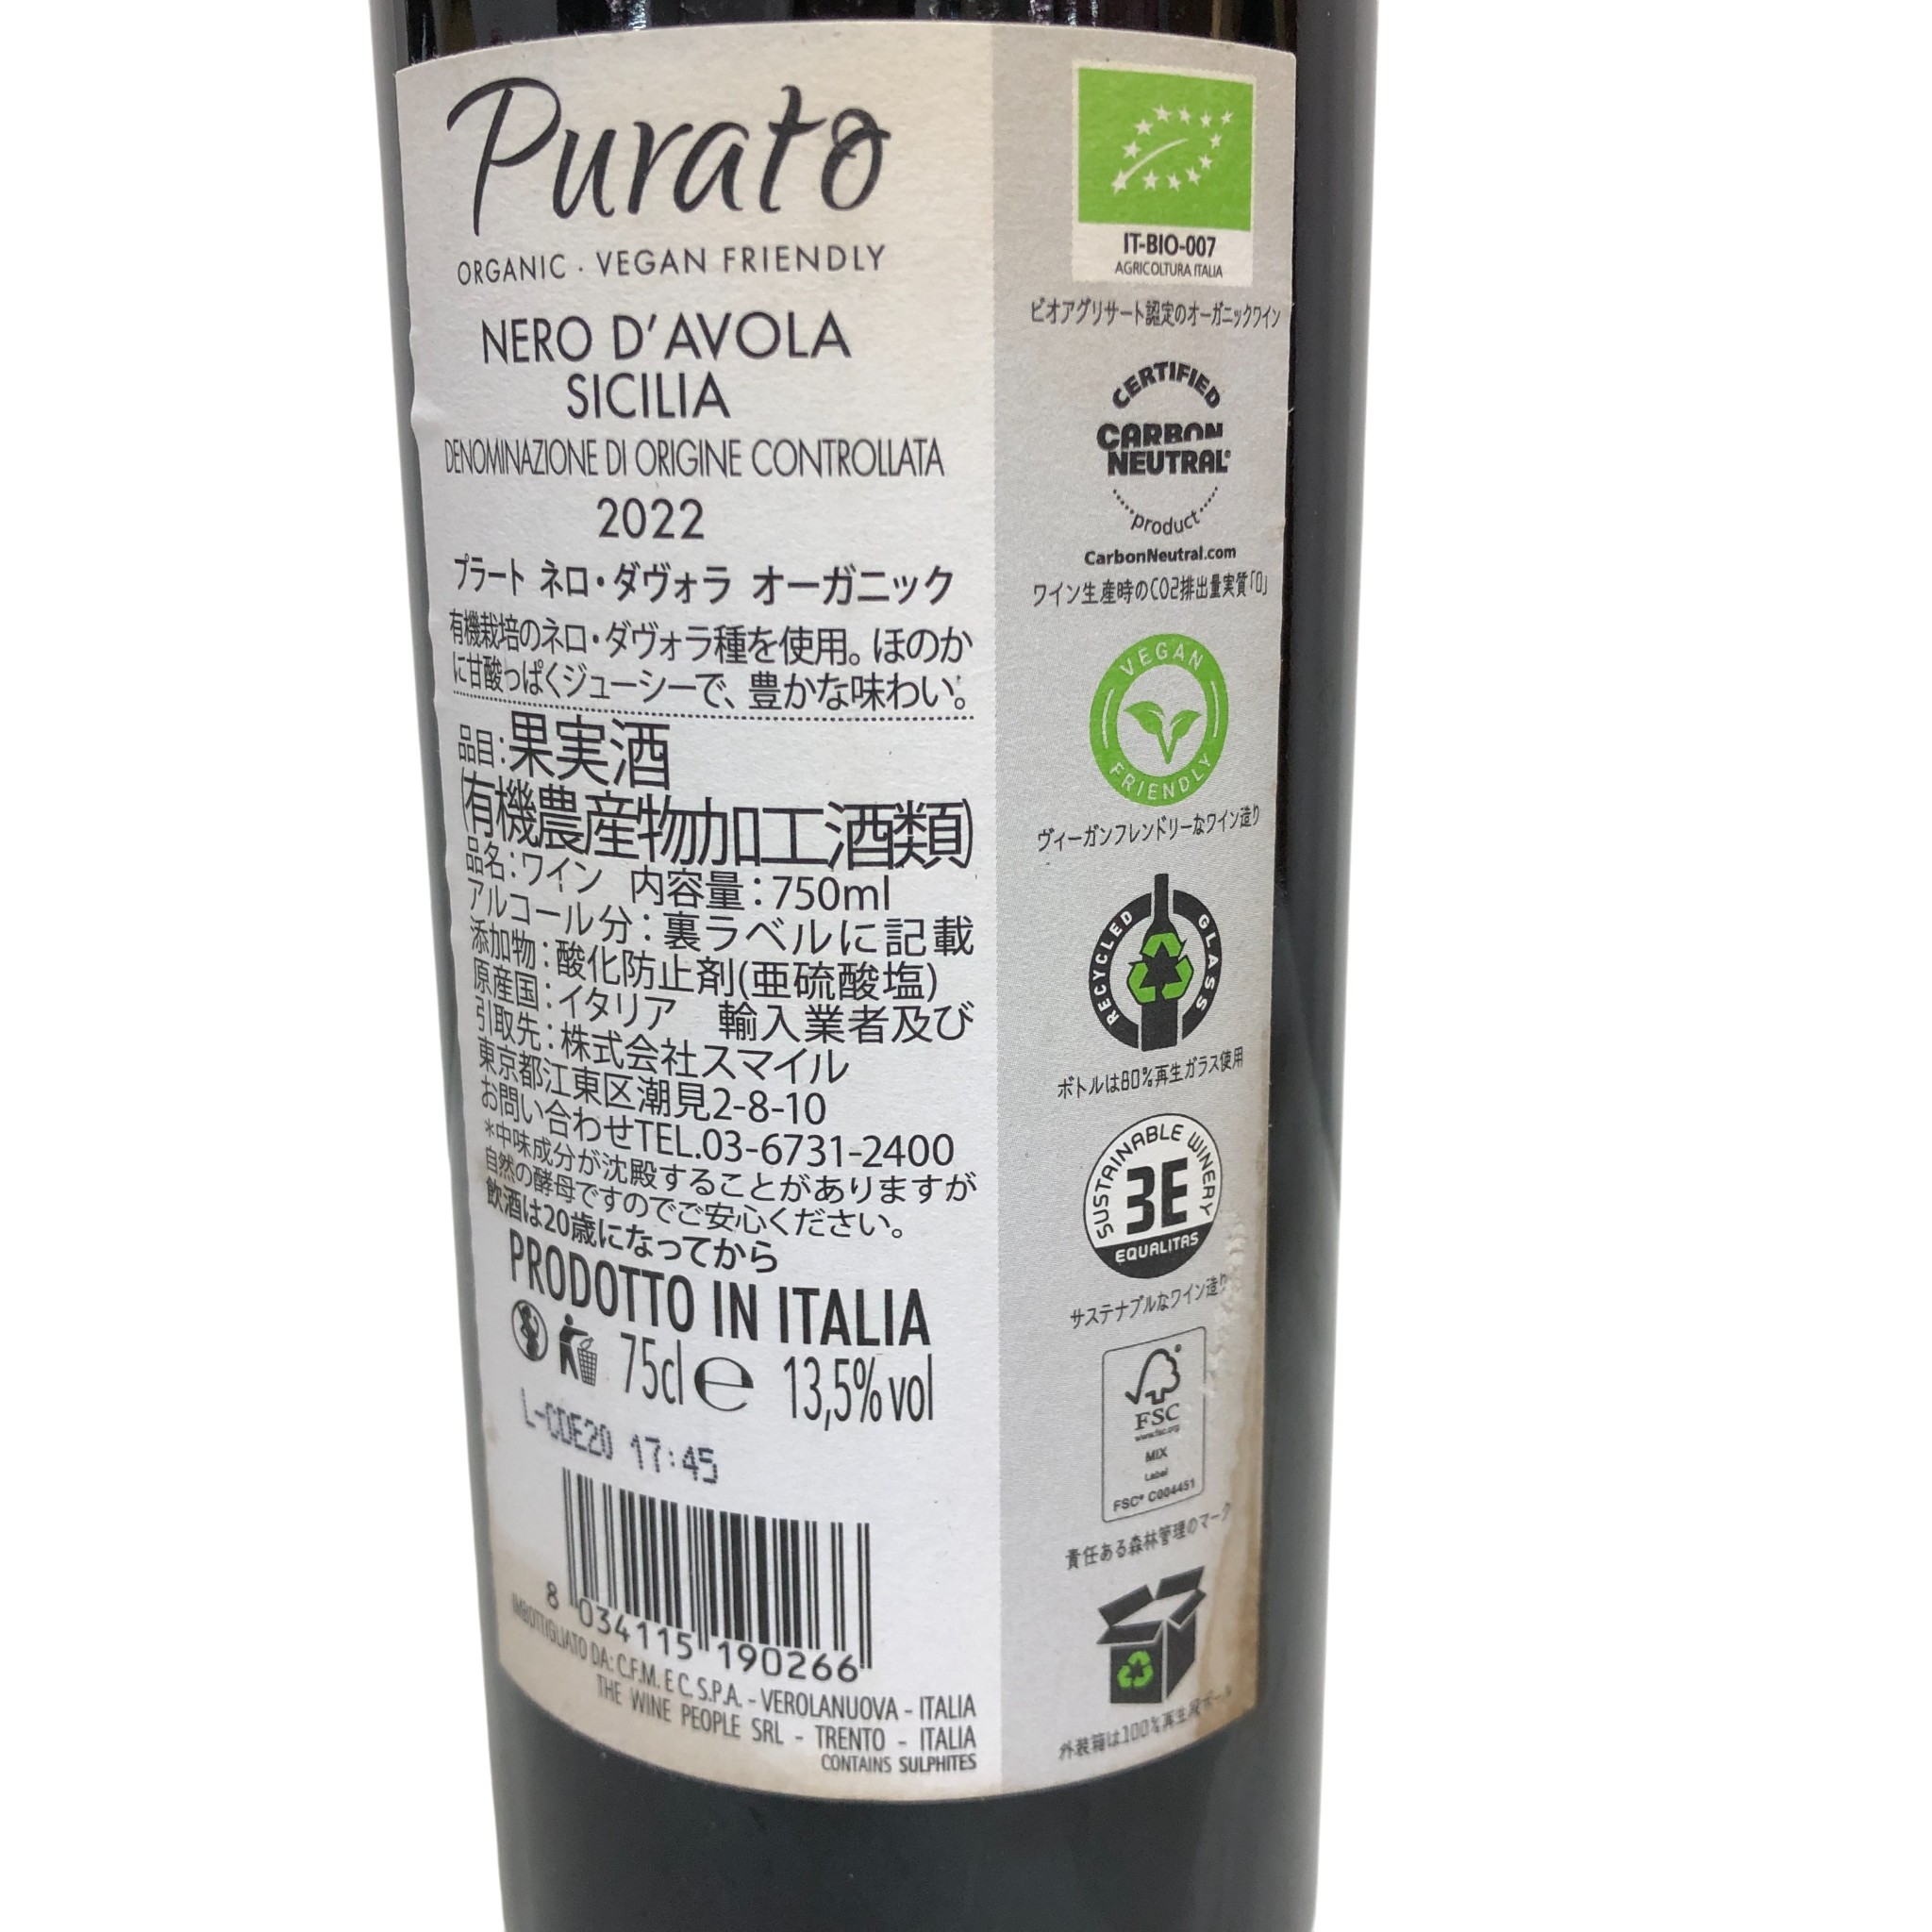 Purato
ORGANIC · VEGAN FRIENDLY
NERO D'AVOLA
SICILIA
DENOMINAZIONE DI ORIGINE CONTROLLATA
2022
プラート ネロ・ダヴォラ オーガニック
有機栽培のネロ・ダヴォラ種を使用。ほのか
に甘酸っぱくジューシーで、豊かな味わい。
品目:果実酒
(有機農産物加工酒類)
品名:ワイン 内容量:750ml
アルコール分:裏ラベルに記載
添加物:酸化防止剤(亜硫酸塩)
原産国:イタリア 輸入業者及び
引取先:株式会社スマイル
東京都江東区潮見2-8-10
お問い合わせTEL.03-6731-2400
*中味成分が沈殿することがありますが
自然の酵母ですのでご安心ください。
飲酒は20歳になってから
PRODOTTO IN ITALIA
75cl e 13,5% vol
L-CDE20 17:45
8 034115 190266
IMBOTTIGLIATO DA: C.F.M. E C. S.P.A. - VEROLANUOVA - ITALIA
THE WINE PEOPLE SRL - TRENTO - ITALIA
CONTAINS SULPHITES
IT-BIO-007
AGRICOLTURA ITALIA
ビオアグリサート認定のオーガニックワイン
CERTIFIED
CARBON
NEUTRAL®
product
CarbonNeutral.com
ワイン生産時のCO2排出量実質「0」
VEGAN
FRIENDLY
ヴィーガンフレンドリーなワイン造り
RECYCLED GLASS
ボトルは80%再生ガラス使用
SUSTAINABLE WINERY
3E
EQUALITAS
サステナブルなワイン造り
FSC
www.fsc.org
MIX
Label
FSC® C004451
責任ある森林管理のマーク
外装箱は100%再生段ボール